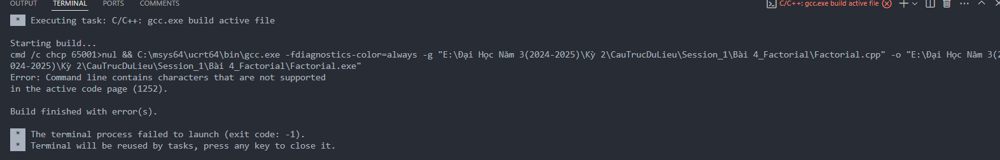 OUTPUT TERMINAL PORTS COMMENTS C/C++: gcc.exe build active file
* Executing task: C/C++: gcc.exe build active file
Starting build...
cmd /c chcp 65001>nul && C:\msys64\ucrt64\bin\gcc.exe -fdiagnostics-color=always -g "E:\Đại Học Năm 3(2024-2025)\Kỳ 2\CauTrucDuLieu\Session_1\Bài 4_Factorial\Factorial.cpp" -o "E:\Đại Học Năm 3(2
024-2025)\Kỳ 2\CauTrucDuLieu\Session_1\Bài 4_Factorial\Factorial.exe"
Error: Command line contains characters that are not supported
in the active code page (1252).
Build finished with error(s).
* The terminal process failed to launch (exit code: -1).
* Terminal will be reused by tasks, press any key to close it.